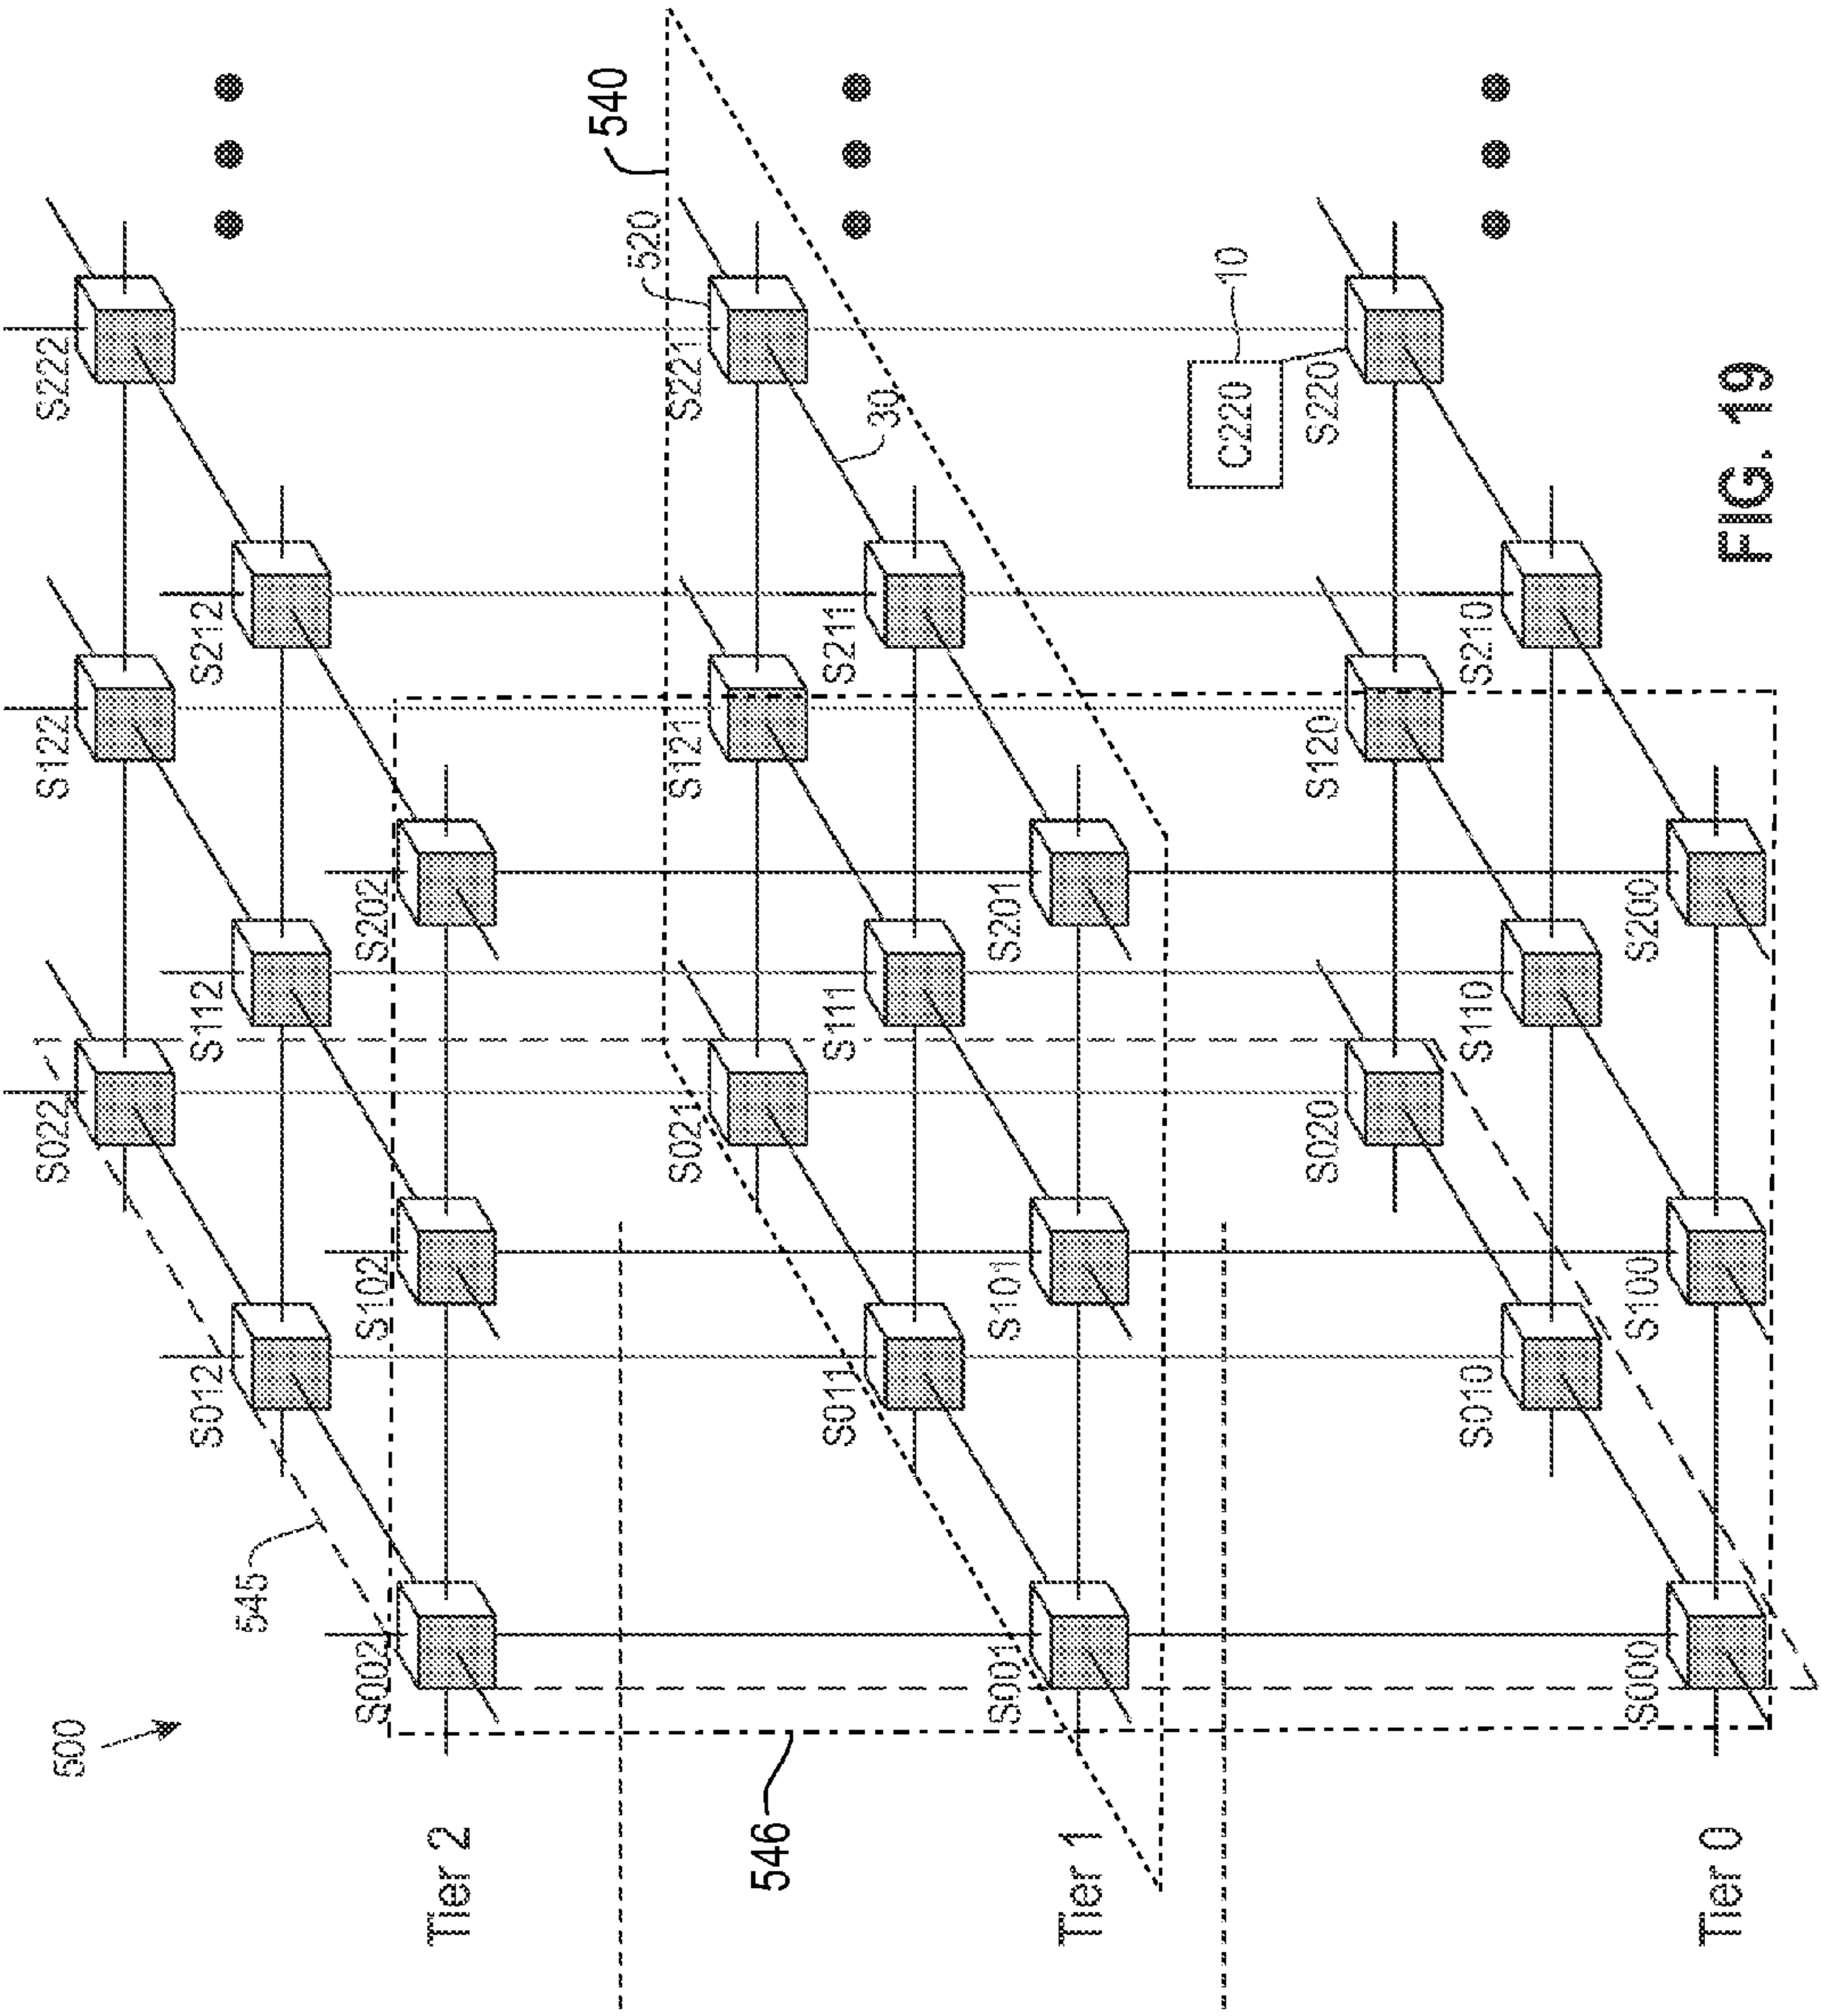 500
545
S022
S122
S222
S012
S112
S212
S002
S102
S202
Tier 2
540
520
S021
S121
S221
30
546
S011
S111
S211
S001
S101
S201
Tier 1
10
C220
S020
S120
S220
S010
S110
S210
S000
S100
S200
Tier 0
FIG. 19